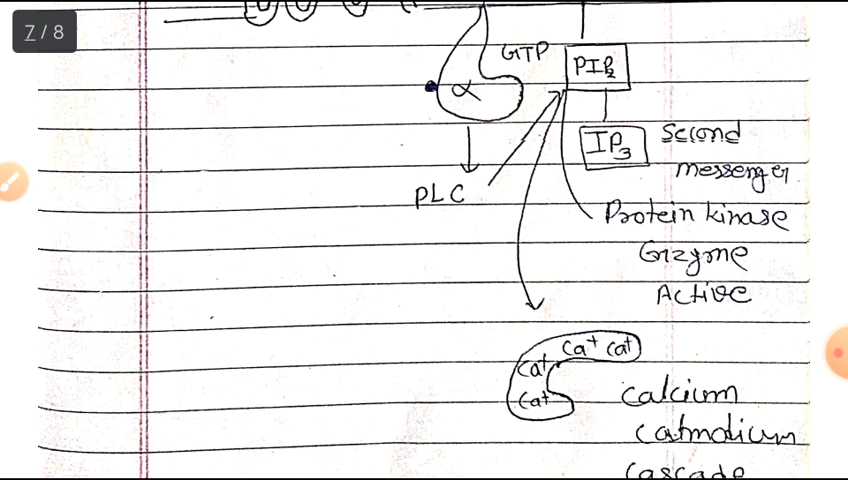 7/8
GTP
PIP2
α
IP3
second
messenger
PLC
Protein kinase
Enzyme
Active
Ca+ Ca+
Ca+
Ca+
calcium
calmodium
cascade